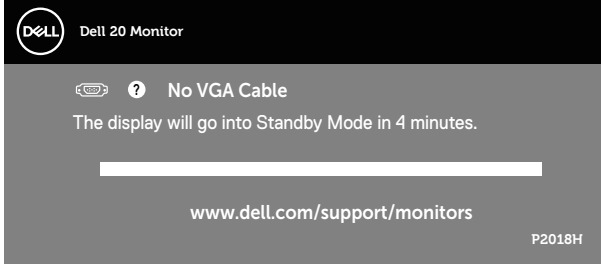 DELL
Dell 20 Monitor
? No VGA Cable
The display will go into Standby Mode in 4 minutes.
www.dell.com/support/monitors
P2018H